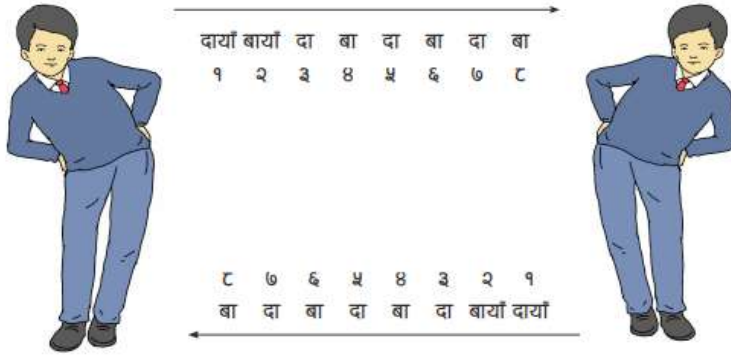 दायाँ बायाँ दा बा दा बा दा बा
१ २ ३ ४ ५ ६ ७ ८
८ ७ ६ ५ ४ ३ २ १
बा दा बा दा बा दा बायाँ दायाँ